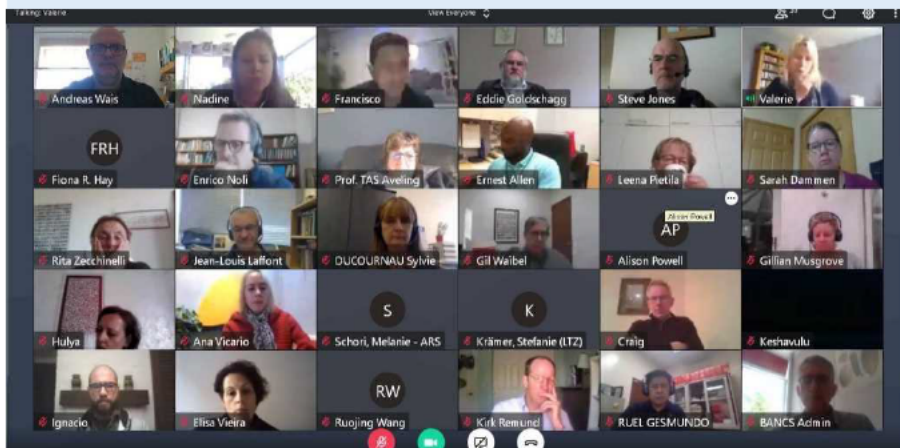 Talking: Valerie
View Everyone
Andreas Wais
Nadine
Francisco
Eddie Goldschagg
Steve Jones
Valerie
FRH
Fiona R. Hay
Enrico Noli
Prof. TAS Aveling
Ernest Allen
Leena Pietila
Sarah Dammen
Rita Zecchinelli
Jean-Louis Laffont
DUCOURNAU Sylvie
Gil Waibel
Alison Powell
AP
Alison Powell
Gillian Musgrove
Hulya
Ana Vicario
S
Schori, Melanie - ARS
K
Krämer, Stefanie (LTZ)
Craig
Keshavulu
Ignacio
Elisa Vieira
RW
Ruojing Wang
Kirk Remund
RUEL GESMUNDO
BANCS Admin